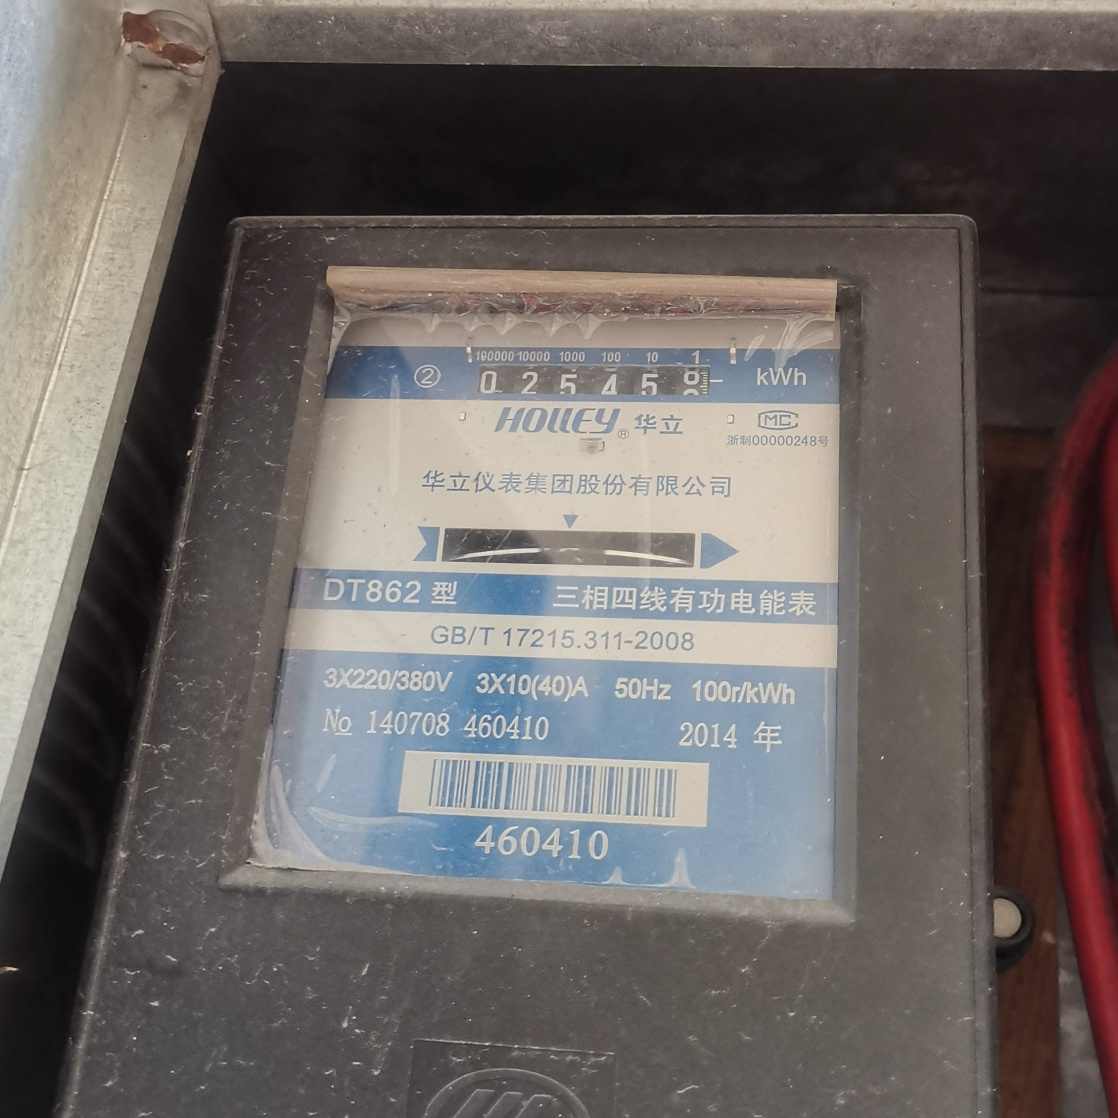 100000 10000 1000 100 10 1
② 0 2 5 4 5 8 kWh
HOLLEY® 华立 MC
浙制00000248号
华立仪表集团股份有限公司
DT862 型 三相四线有功电能表
GB/T 17215.311-2008
3X220/380V 3X10(40)A 50Hz 100r/kWh
No 140708 460410 2014 年
460410